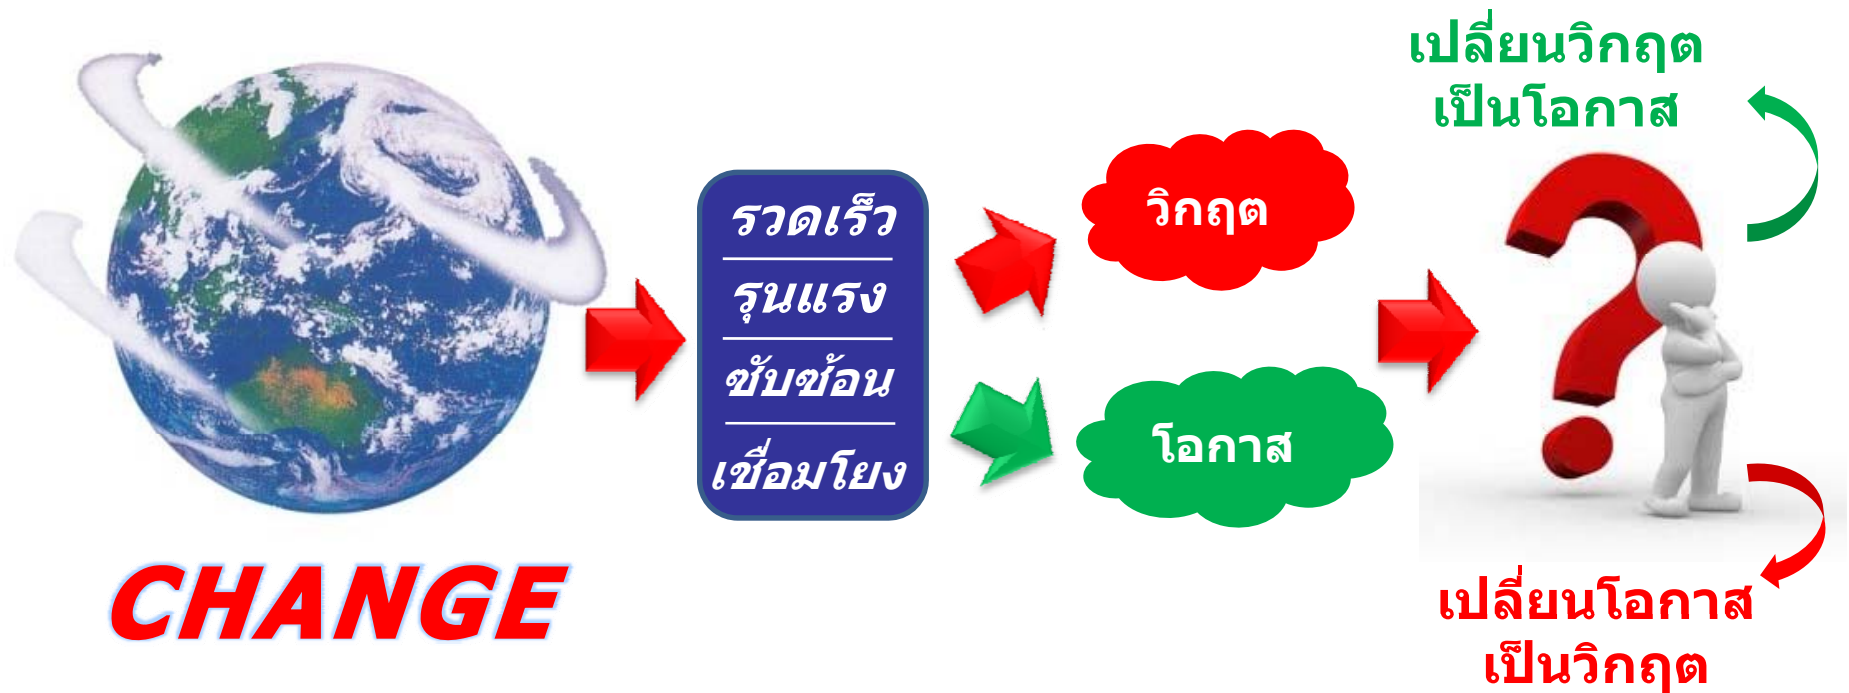 CHANGE
รวดเร็ว
รุนแรง
ซับซ้อน
เชื่อมโยง
วิกฤต
โอกาส
เปลี่ยนวิกฤต
เป็นโอกาส
เปลี่ยนโอกาส
เป็นวิกฤต